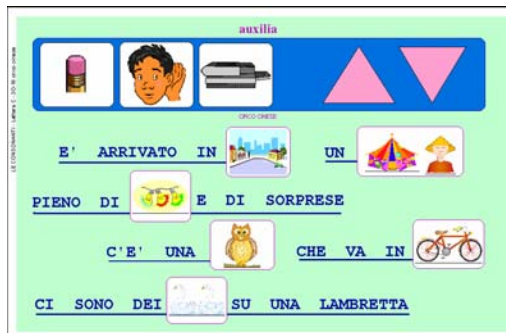 auxilia
CIRCO CINESE
E' ARRIVATO IN UN
PIENO DI E DI SORPRESE
C'E' UNA CHE VA IN
CI SONO DEI SU UNA LAMBRETTA